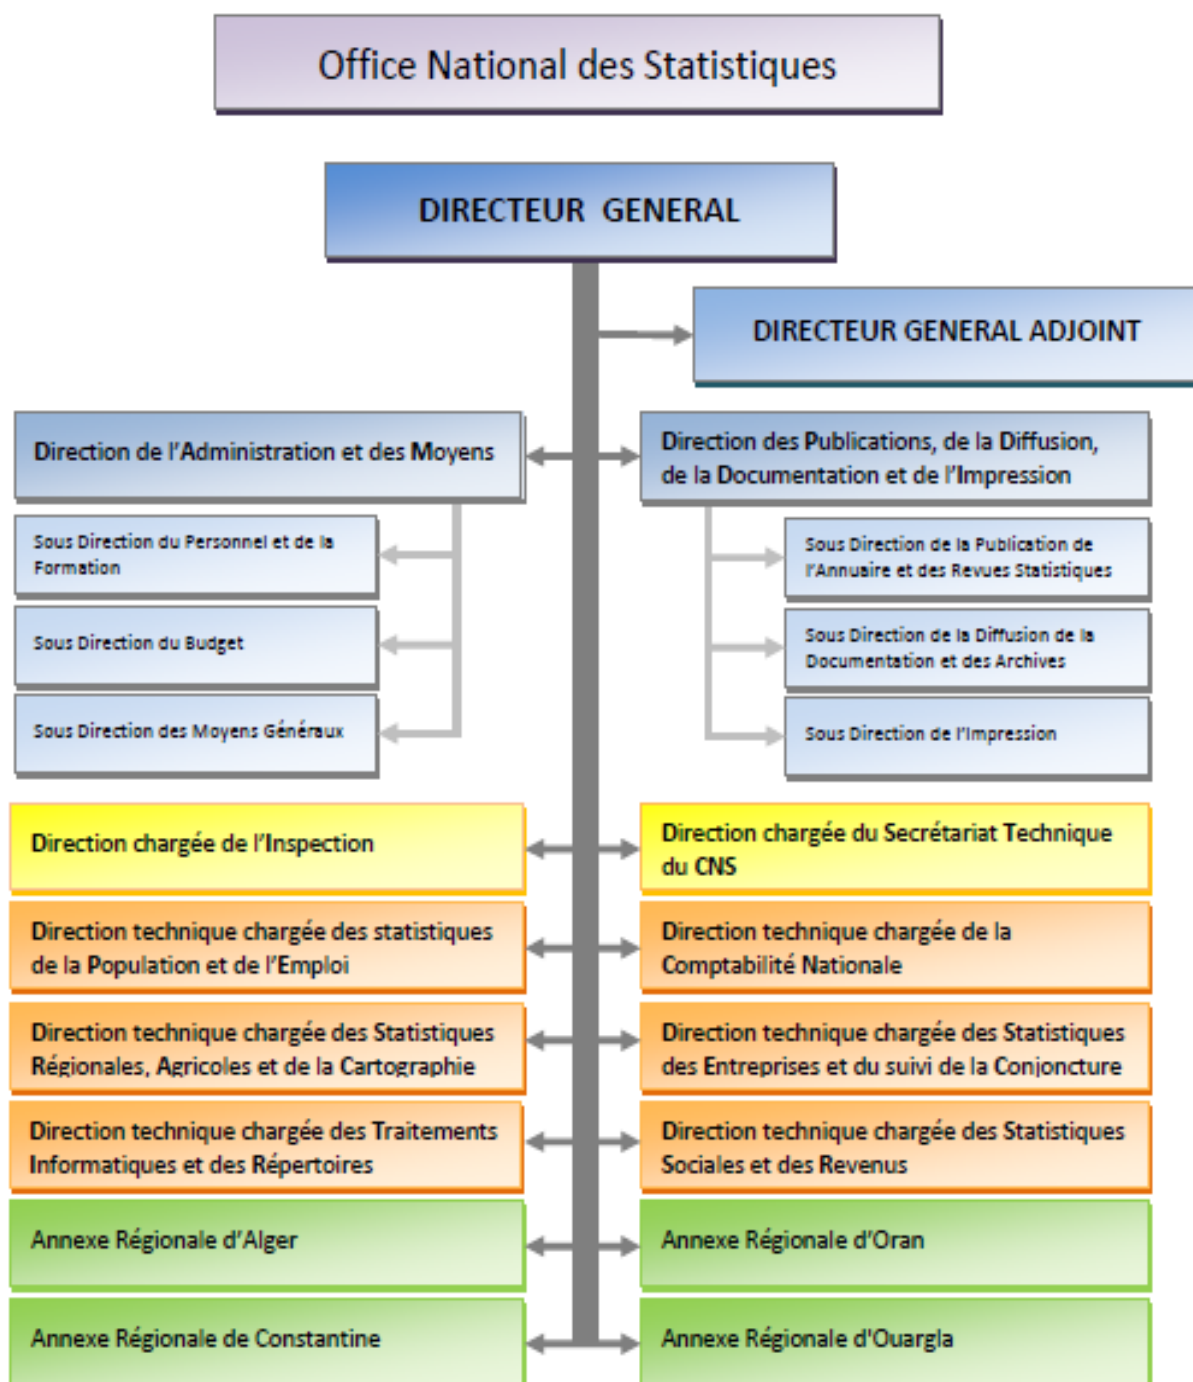 Office National des Statistiques
DIRECTEUR GENERAL
DIRECTEUR GENERAL ADJOINT
Direction de l'Administration et des Moyens
Direction des Publications, de la Diffusion,
de la Documentation et de l'Impression
Sous Direction du Personnel et de la
Formation
Sous Direction du Budget
Sous Direction des Moyens Généraux
Sous Direction de la Publication de
l'Annuaire et des Revues Statistiques
Sous Direction de la Diffusion de la
Documentation et des Archives
Sous Direction de l'Impression
Direction chargée de l'Inspection
Direction chargée du Secrétariat Technique
du CNS
Direction technique chargée des statistiques
de la Population et de l'Emploi
Direction technique chargée de la
Comptabilité Nationale
Direction technique chargée des Statistiques
Régionales, Agricoles et de la Cartographie
Direction technique chargée des Statistiques
des Entreprises et du suivi de la Conjoncture
Direction technique chargée des Traitements
Informatiques et des Répertoires
Direction technique chargée des Statistiques
Sociales et des Revenus
Annexe Régionale d'Alger
Annexe Régionale d'Oran
Annexe Régionale de Constantine
Annexe Régionale d'Ouargla